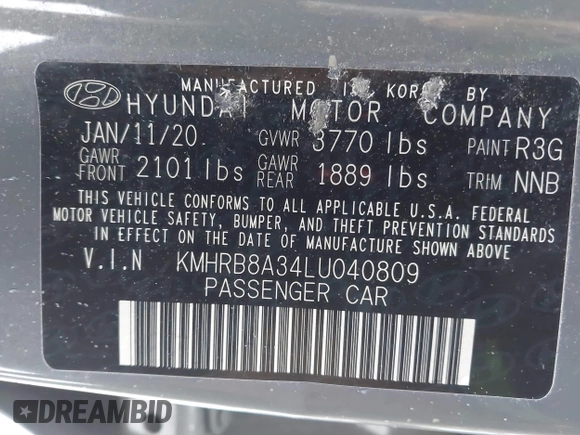 MANUFACTURED IN KOREA BY
HYUNDAI MOTOR COMPANY
JAN/11/20 GVWR 3770 lbs PAINT R3G
GAWR FRONT 2101 lbs GAWR REAR 1889 lbs TRIM NNB
THIS VEHICLE CONFORMS TO ALL APPLICABLE U.S.A. FEDERAL
MOTOR VEHICLE SAFETY, BUMPER, AND THEFT PREVENTION STANDARDS
IN EFFECT ON THE DATE OF MANUFACTURE SHOWN ABOVE
V.I.N KMHRB8A34LU040809
PASSENGER CAR
DREAMBID